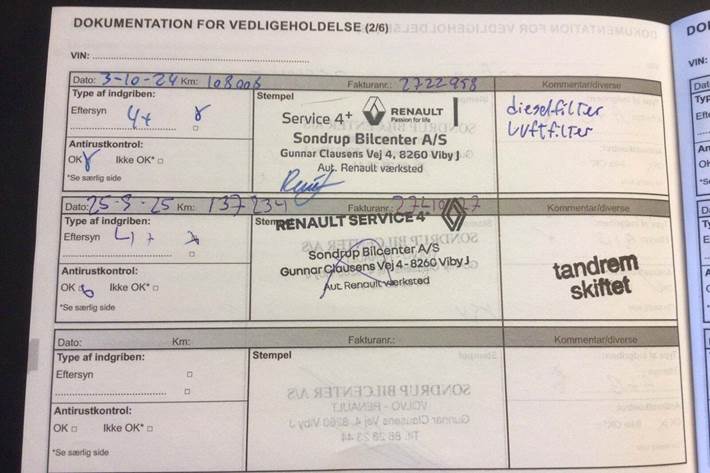 DOKUMENTATION FOR VEDLIGEHOLDELSE (2/6)
VIN:
Dato: 3-10-24 Km: 108006 Fakturanr.: 2722958 Kommentar/diverse
Type af indgriben:
Eftersyn 4+
Antirustkontrol:
OK Ikke OK*
*Se særlig side
Stempel
Service 4+ RENAULT
Passion for life
Sondrup Bilcenter A/S
Gunnar Clausens Vej 4, 8260 Viby J
Aut. Renault værksted
dieselfilter
luftfilter
Dato: 25-8-25 Km: 137234 Fakturanr.: Kommentar/diverse
Type af indgriben:
Eftersyn 4+
Antirustkontrol:
OK Ikke OK*
*Se særlig side
Stempel
RENAULT SERVICE 4+
Sondrup Bilcenter A/S
Gunnar Clausens Vej 4 - 8260 Viby J
Aut. Renault værksted
tandrem
skiftet
Dato: Km: Fakturanr.: Kommentar/diverse
Type af indgriben:
Eftersyn
Antirustkontrol:
OK Ikke OK*
*Se særlig side
Stempel
VIN: